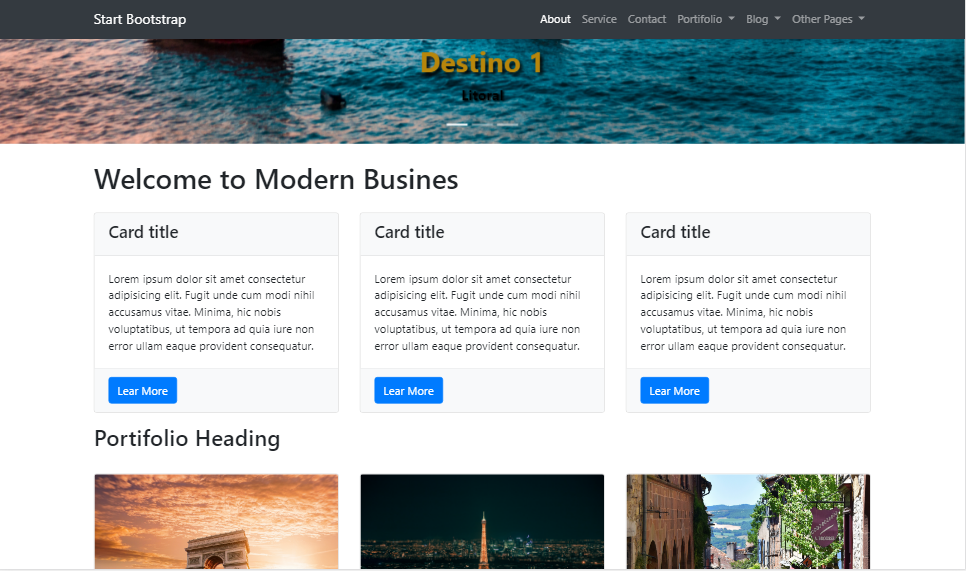 Start Bootstrap
About Service Contact Portifolio Blog Other Pages
Destino 1
Litoral
Welcome to Modern Busines
Card title
Lorem ipsum dolor sit amet consectetur
adipisicing elit. Fugit unde cum modi nihil
accusamus vitae. Minima, hic nobis
voluptatibus, ut tempora ad quia iure non
error ullam eaque provident consequatur.
Lear More
Card title
Lorem ipsum dolor sit amet consectetur
adipisicing elit. Fugit unde cum modi nihil
accusamus vitae. Minima, hic nobis
voluptatibus, ut tempora ad quia iure non
error ullam eaque provident consequatur.
Lear More
Card title
Lorem ipsum dolor sit amet consectetur
adipisicing elit. Fugit unde cum modi nihil
accusamus vitae. Minima, hic nobis
voluptatibus, ut tempora ad quia iure non
error ullam eaque provident consequatur.
Lear More
Portifolio Heading